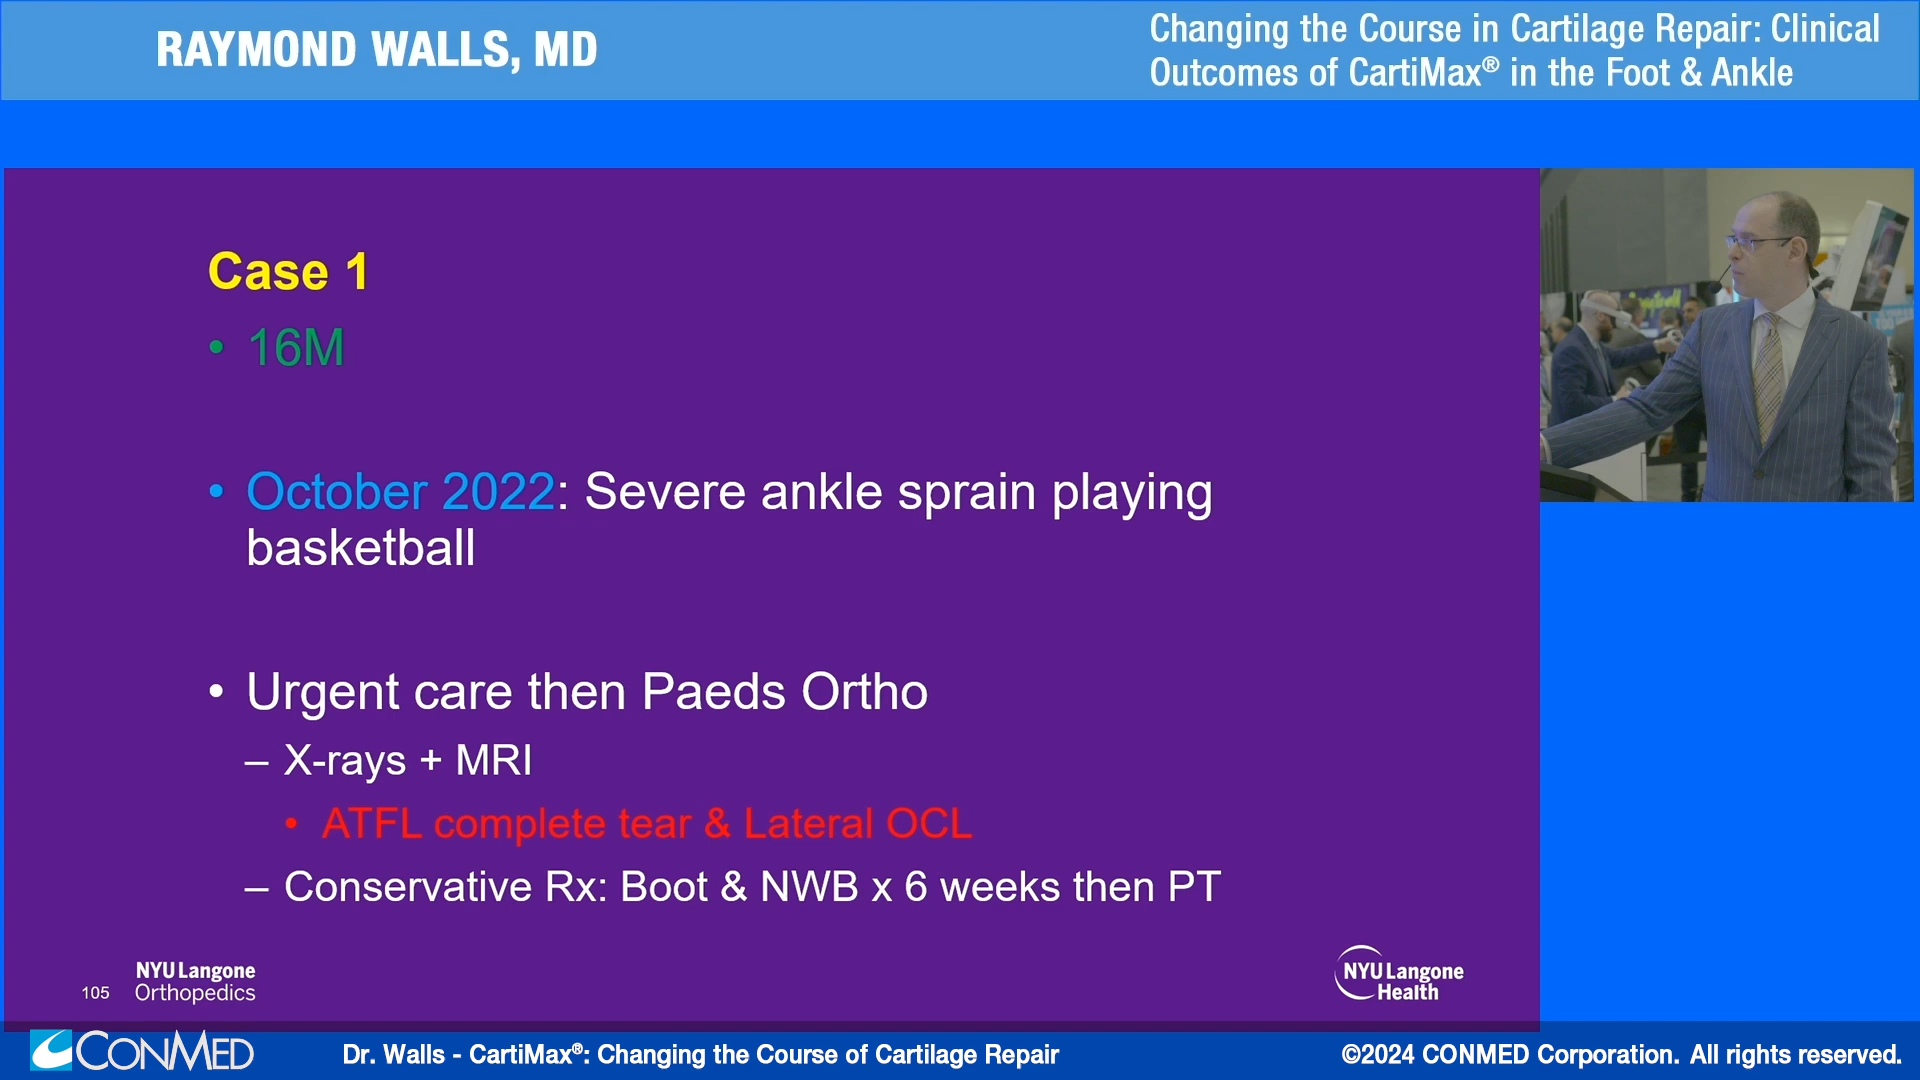 RAYMOND WALLS, MD
Changing the Course in Cartilage Repair: Clinical
Outcomes of CartiMax® in the Foot & Ankle
Case 1
• 16M
• October 2022: Severe ankle sprain playing
basketball
• Urgent care then Paeds Ortho
– X-rays + MRI
• ATFL complete tear & Lateral OCL
– Conservative Rx: Boot & NWB x 6 weeks then PT
105
NYU Langone
Orthopedics
NYU Langone
Health
CONMED
Dr. Walls - CartiMax®: Changing the Course of Cartilage Repair
©2024 CONMED Corporation. All rights reserved.